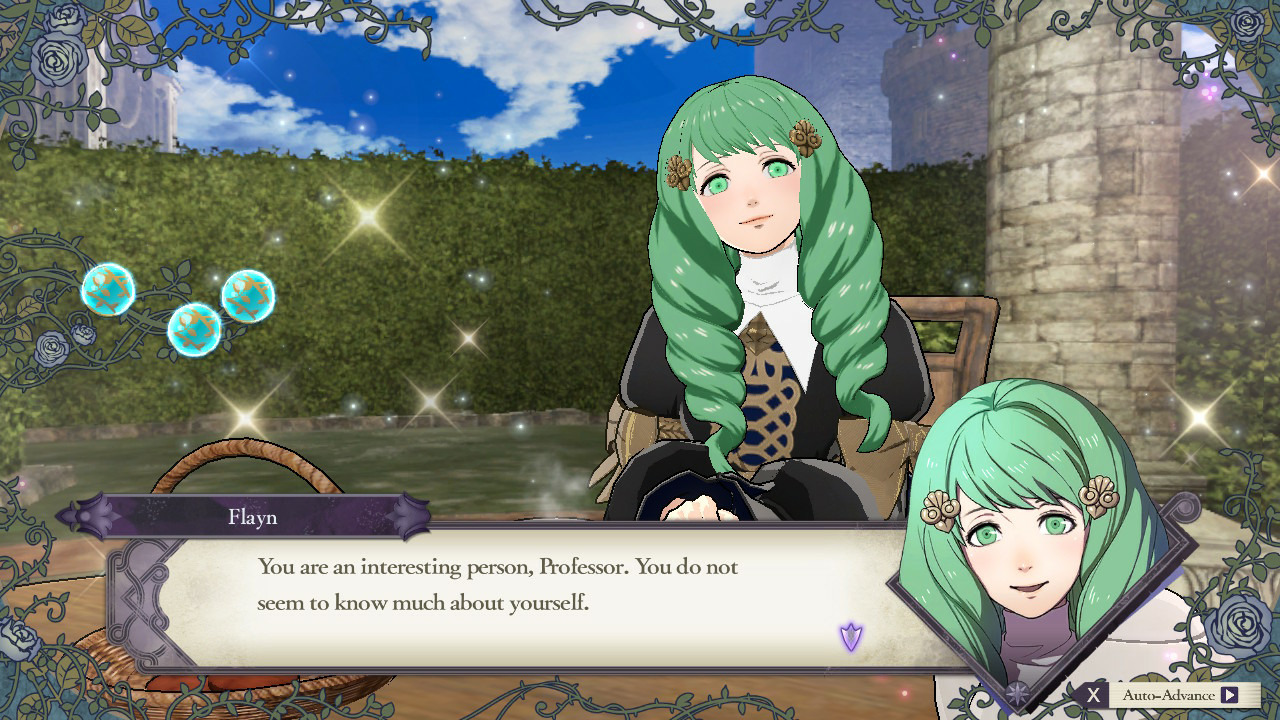 Flayn
You are an interesting person, Professor. You do not
seem to know much about yourself.
X Auto-Advance